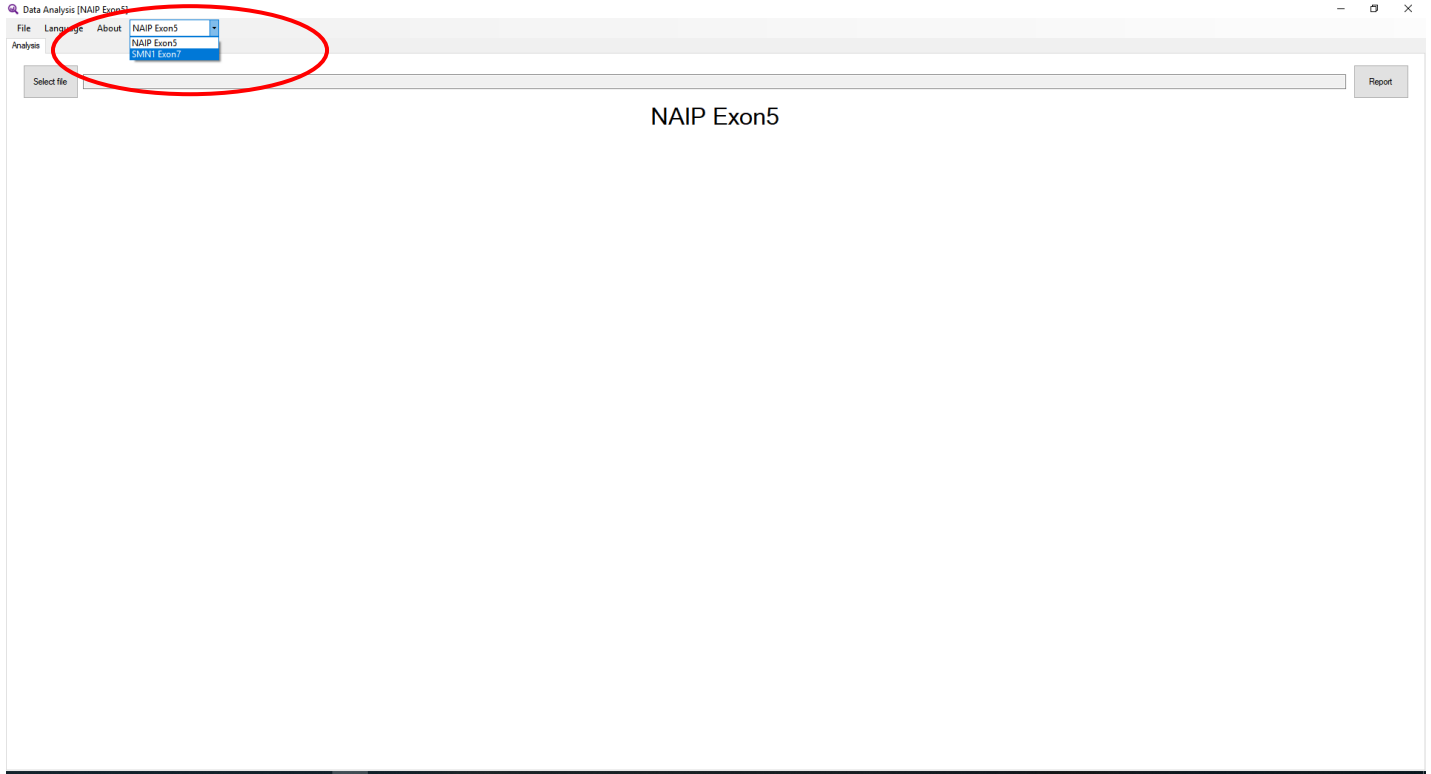 Data Analysis [NAIP Exon5]
File Language About NAIP Exon5
NAIP Exon5
SMN1 Exon7
Analysis
Select file
Report
NAIP Exon5